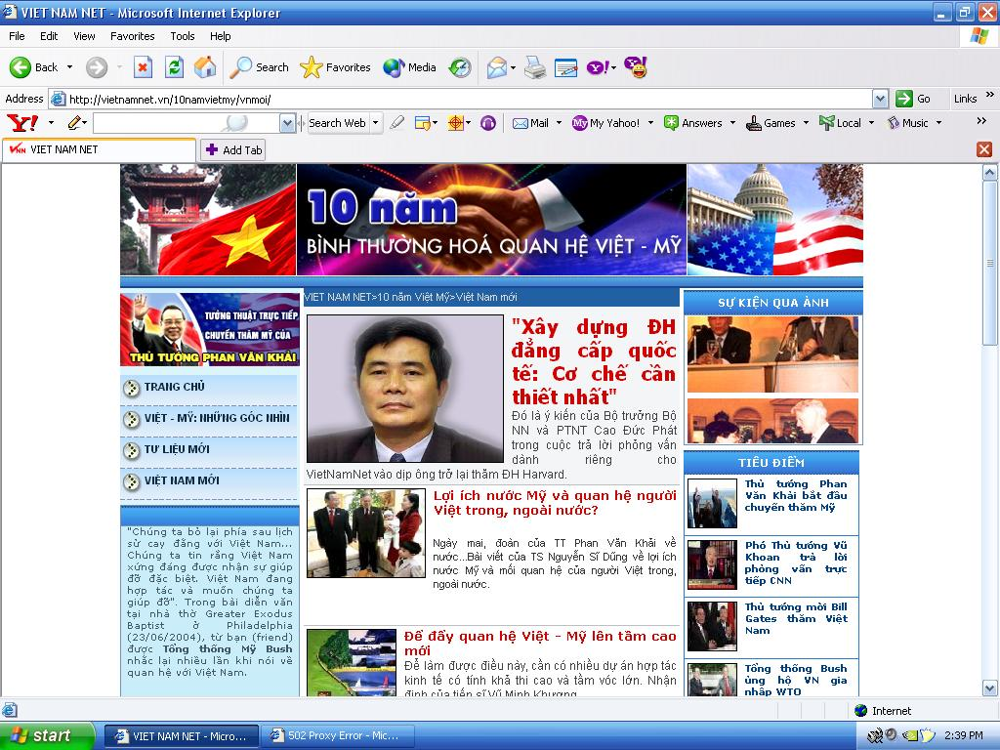 VIET NAM NET - Microsoft Internet Explorer
File Edit View Favorites Tools Help
Back Search Favorites Media
Address http://vietnamnet.vn/10namvietmy/vnmoi/ Go Links »
Y! Search Web Mail My Yahoo! Answers Games Local Music »
VIET NAM NET Add Tab
10 năm
BÌNH THƯỜNG HOÁ QUAN HỆ VIỆT - MỸ
TƯỜNG THUẬT TRỰC TIẾP
CHUYẾN THĂM MỸ CỦA
THỦ TƯỚNG PHAN VĂN KHẢI
TRANG CHỦ
VIỆT - MỸ: NHỮNG GÓC NHÌN
TƯ LIỆU MỚI
VIỆT NAM MỚI
"Chúng ta bỏ lại phía sau lịch
sử cay đắng với Việt Nam...
Chúng ta tin rằng Việt Nam
xứng đáng được nhận sự giúp
đỡ đặc biệt. Việt Nam đang
hợp tác và muốn chúng ta
giúp đỡ". Trong bài diễn văn
tại nhà thờ Greater Exodus
Baptist ở Philadelphia
(23/06/2004), từ bạn (friend)
được Tổng thống Mỹ Bush
nhắc lại nhiều lần khi nói về
quan hệ với Việt Nam.
VIET NAM NET>10 năm Việt Mỹ>Việt Nam mới
"Xây dựng ĐH
đẳng cấp quốc
tế: Cơ chế cần
thiết nhất"
Đó là ý kiến của Bộ trưởng Bộ
NN và PTNT Cao Đức Phát
trong cuộc trả lời phỏng vấn
dành riêng cho
VietNamNet vào dịp ông trở lại thăm ĐH Harvard.
Lợi ích nước Mỹ và quan hệ người
Việt trong, ngoài nước?
Ngày mai, đoàn của TT Phan Văn Khải về
nước...Bài viết của TS Nguyễn Sĩ Dũng về lợi ích
nước Mỹ và mối quan hệ của người Việt trong,
ngoài nước.
Để đẩy quan hệ Việt - Mỹ lên tầm cao
mới
Để làm được điều này, cần có nhiều dự án hợp tác
kinh tế có tính khả thi cao và tầm vóc lớn. Nhận
định của tiến sĩ Vũ Minh Khương
SỰ KIỆN QUA ẢNH
TIÊU ĐIỂM
Thủ tướng Phan
Văn Khải bắt đầu
chuyến thăm Mỹ
Phó Thủ tướng Vũ
Khoan trả lời
phỏng vấn trực
tiếp CNN
Thủ tướng mời Bill
Gates thăm Việt
Nam
Tổng thống Bush
ủng hộ VN gia
nhập WTO
Internet
start VIET NAM NET - Micro... 502 Proxy Error - Mic... 2:39 PM